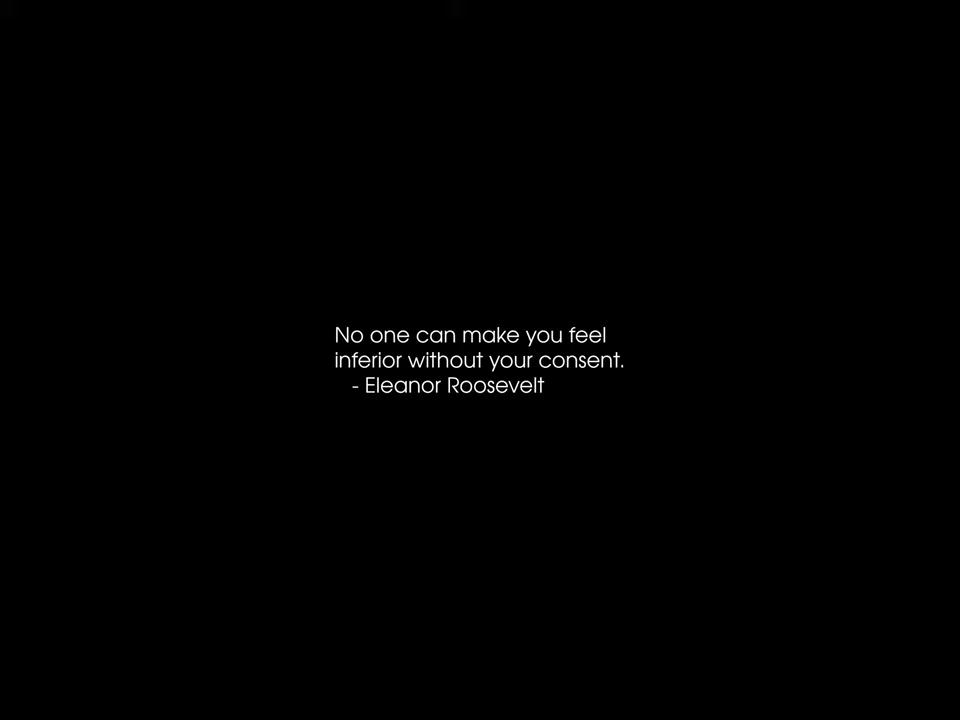 No one can make you feel
inferior without your consent.
- Eleanor Roosevelt